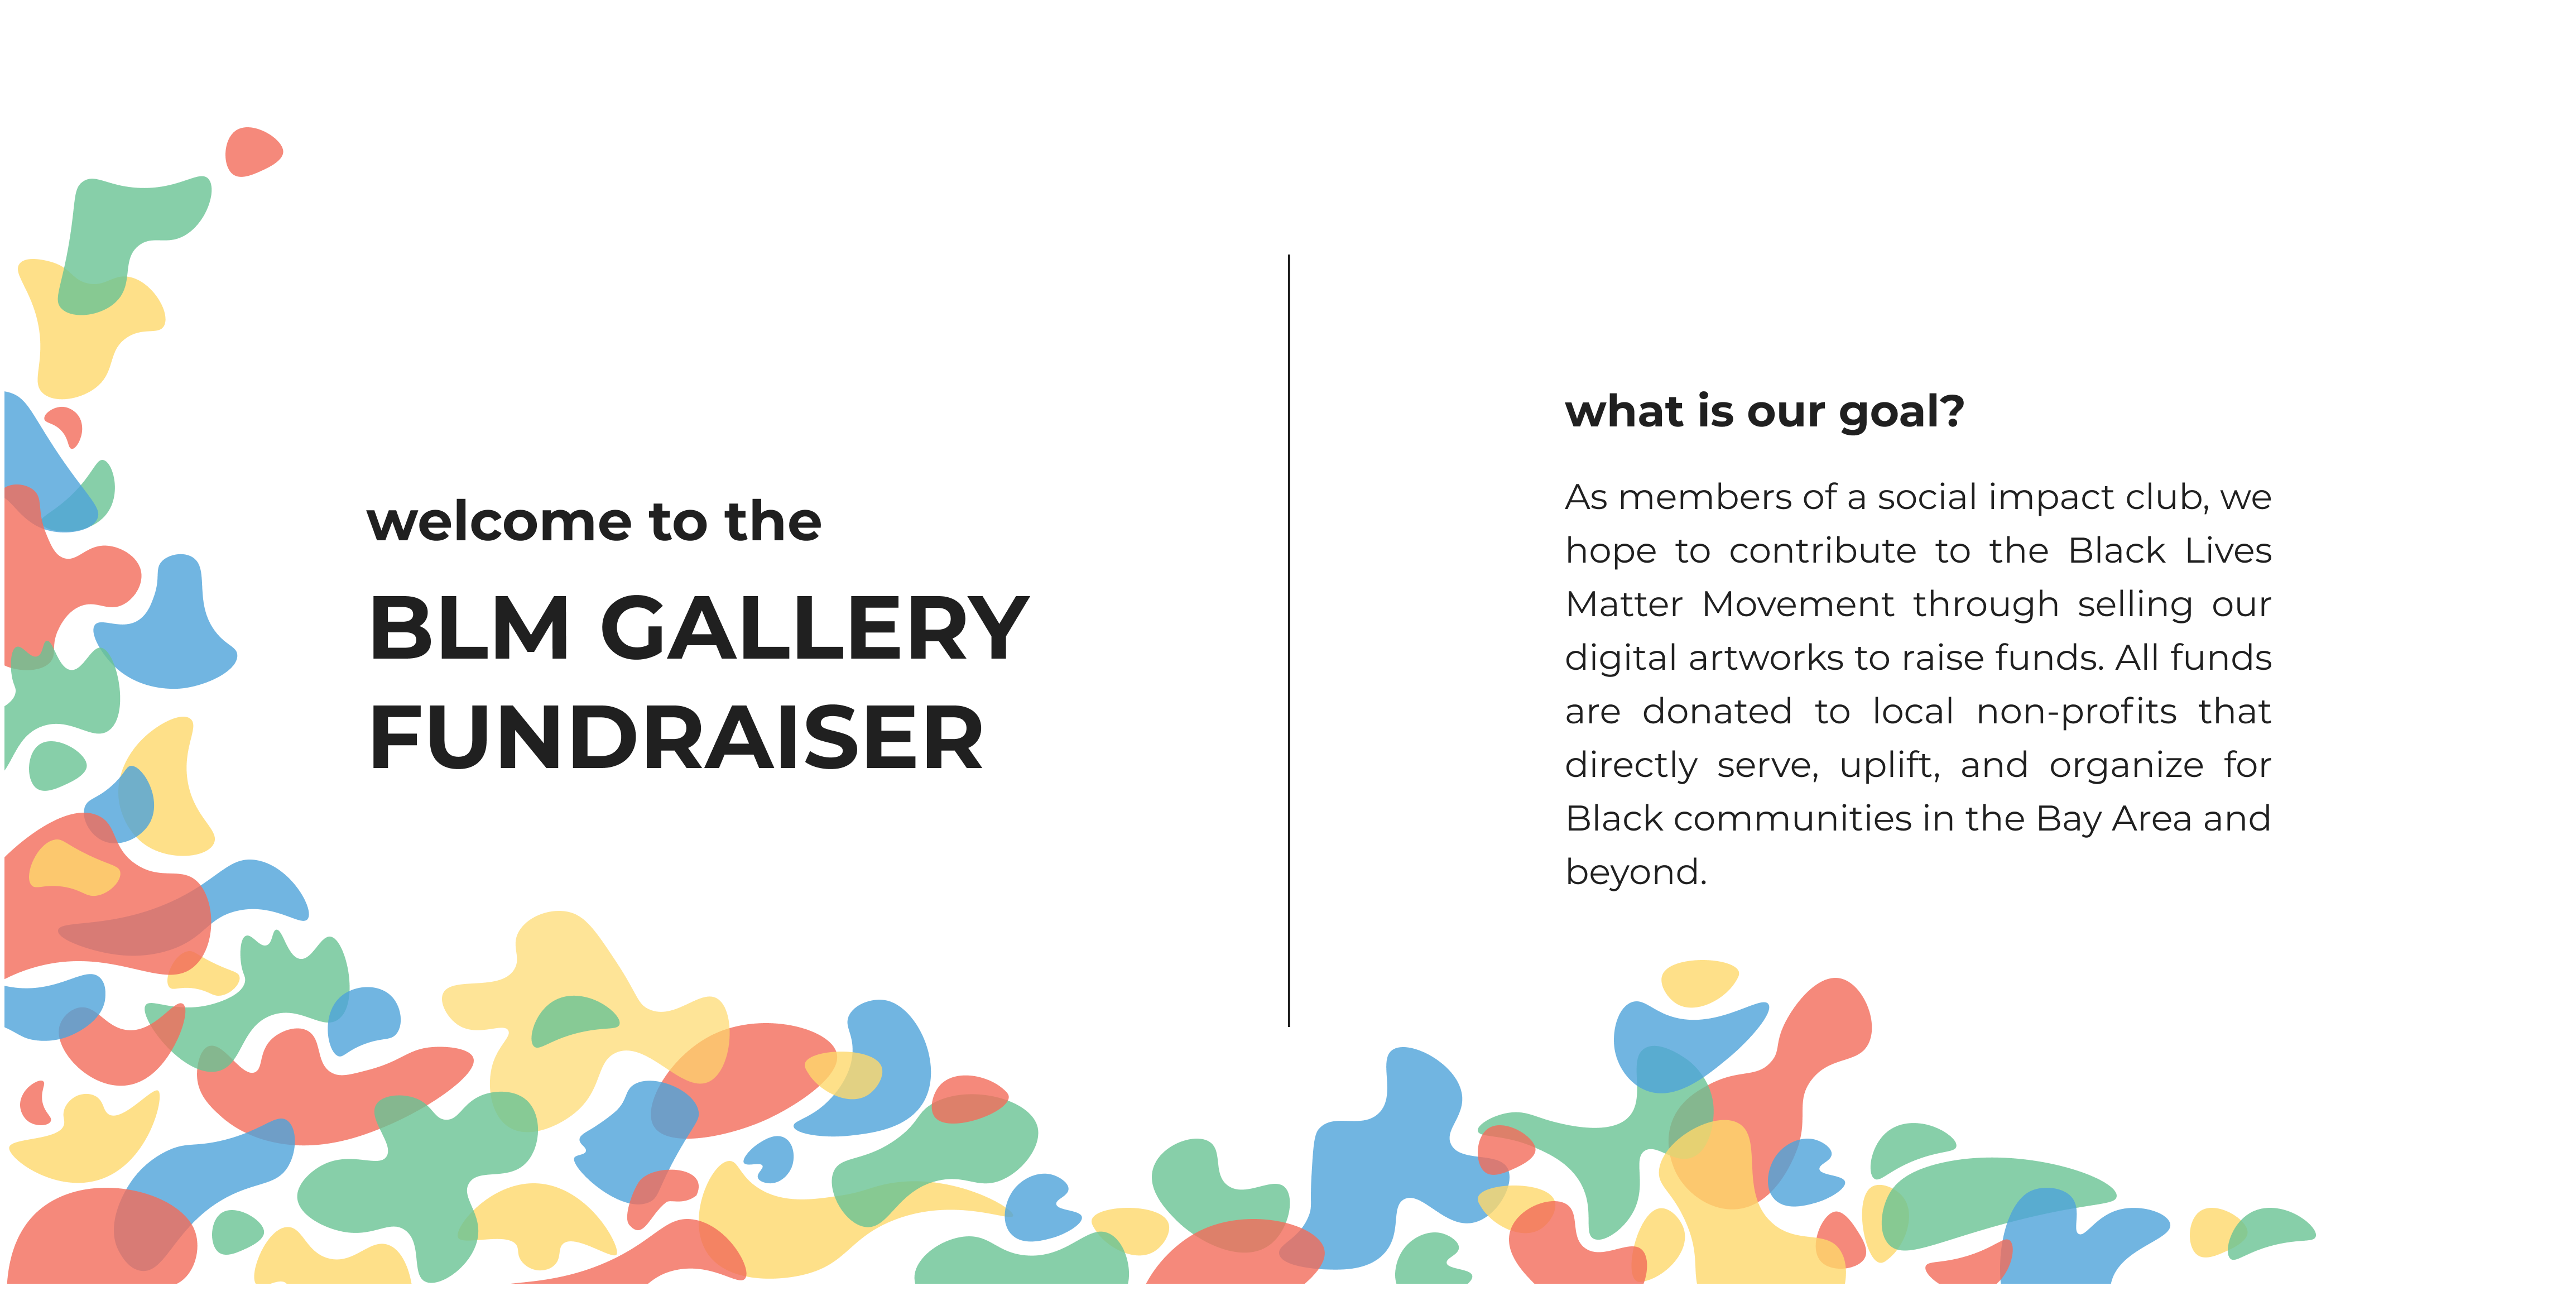 welcome to the
BLM GALLERY
FUNDRAISER
what is our goal?
As members of a social impact club, we
hope to contribute to the Black Lives
Matter Movement through selling our
digital artworks to raise funds. All funds
are donated to local non-profits that
directly serve, uplift, and organize for
Black communities in the Bay Area and
beyond.